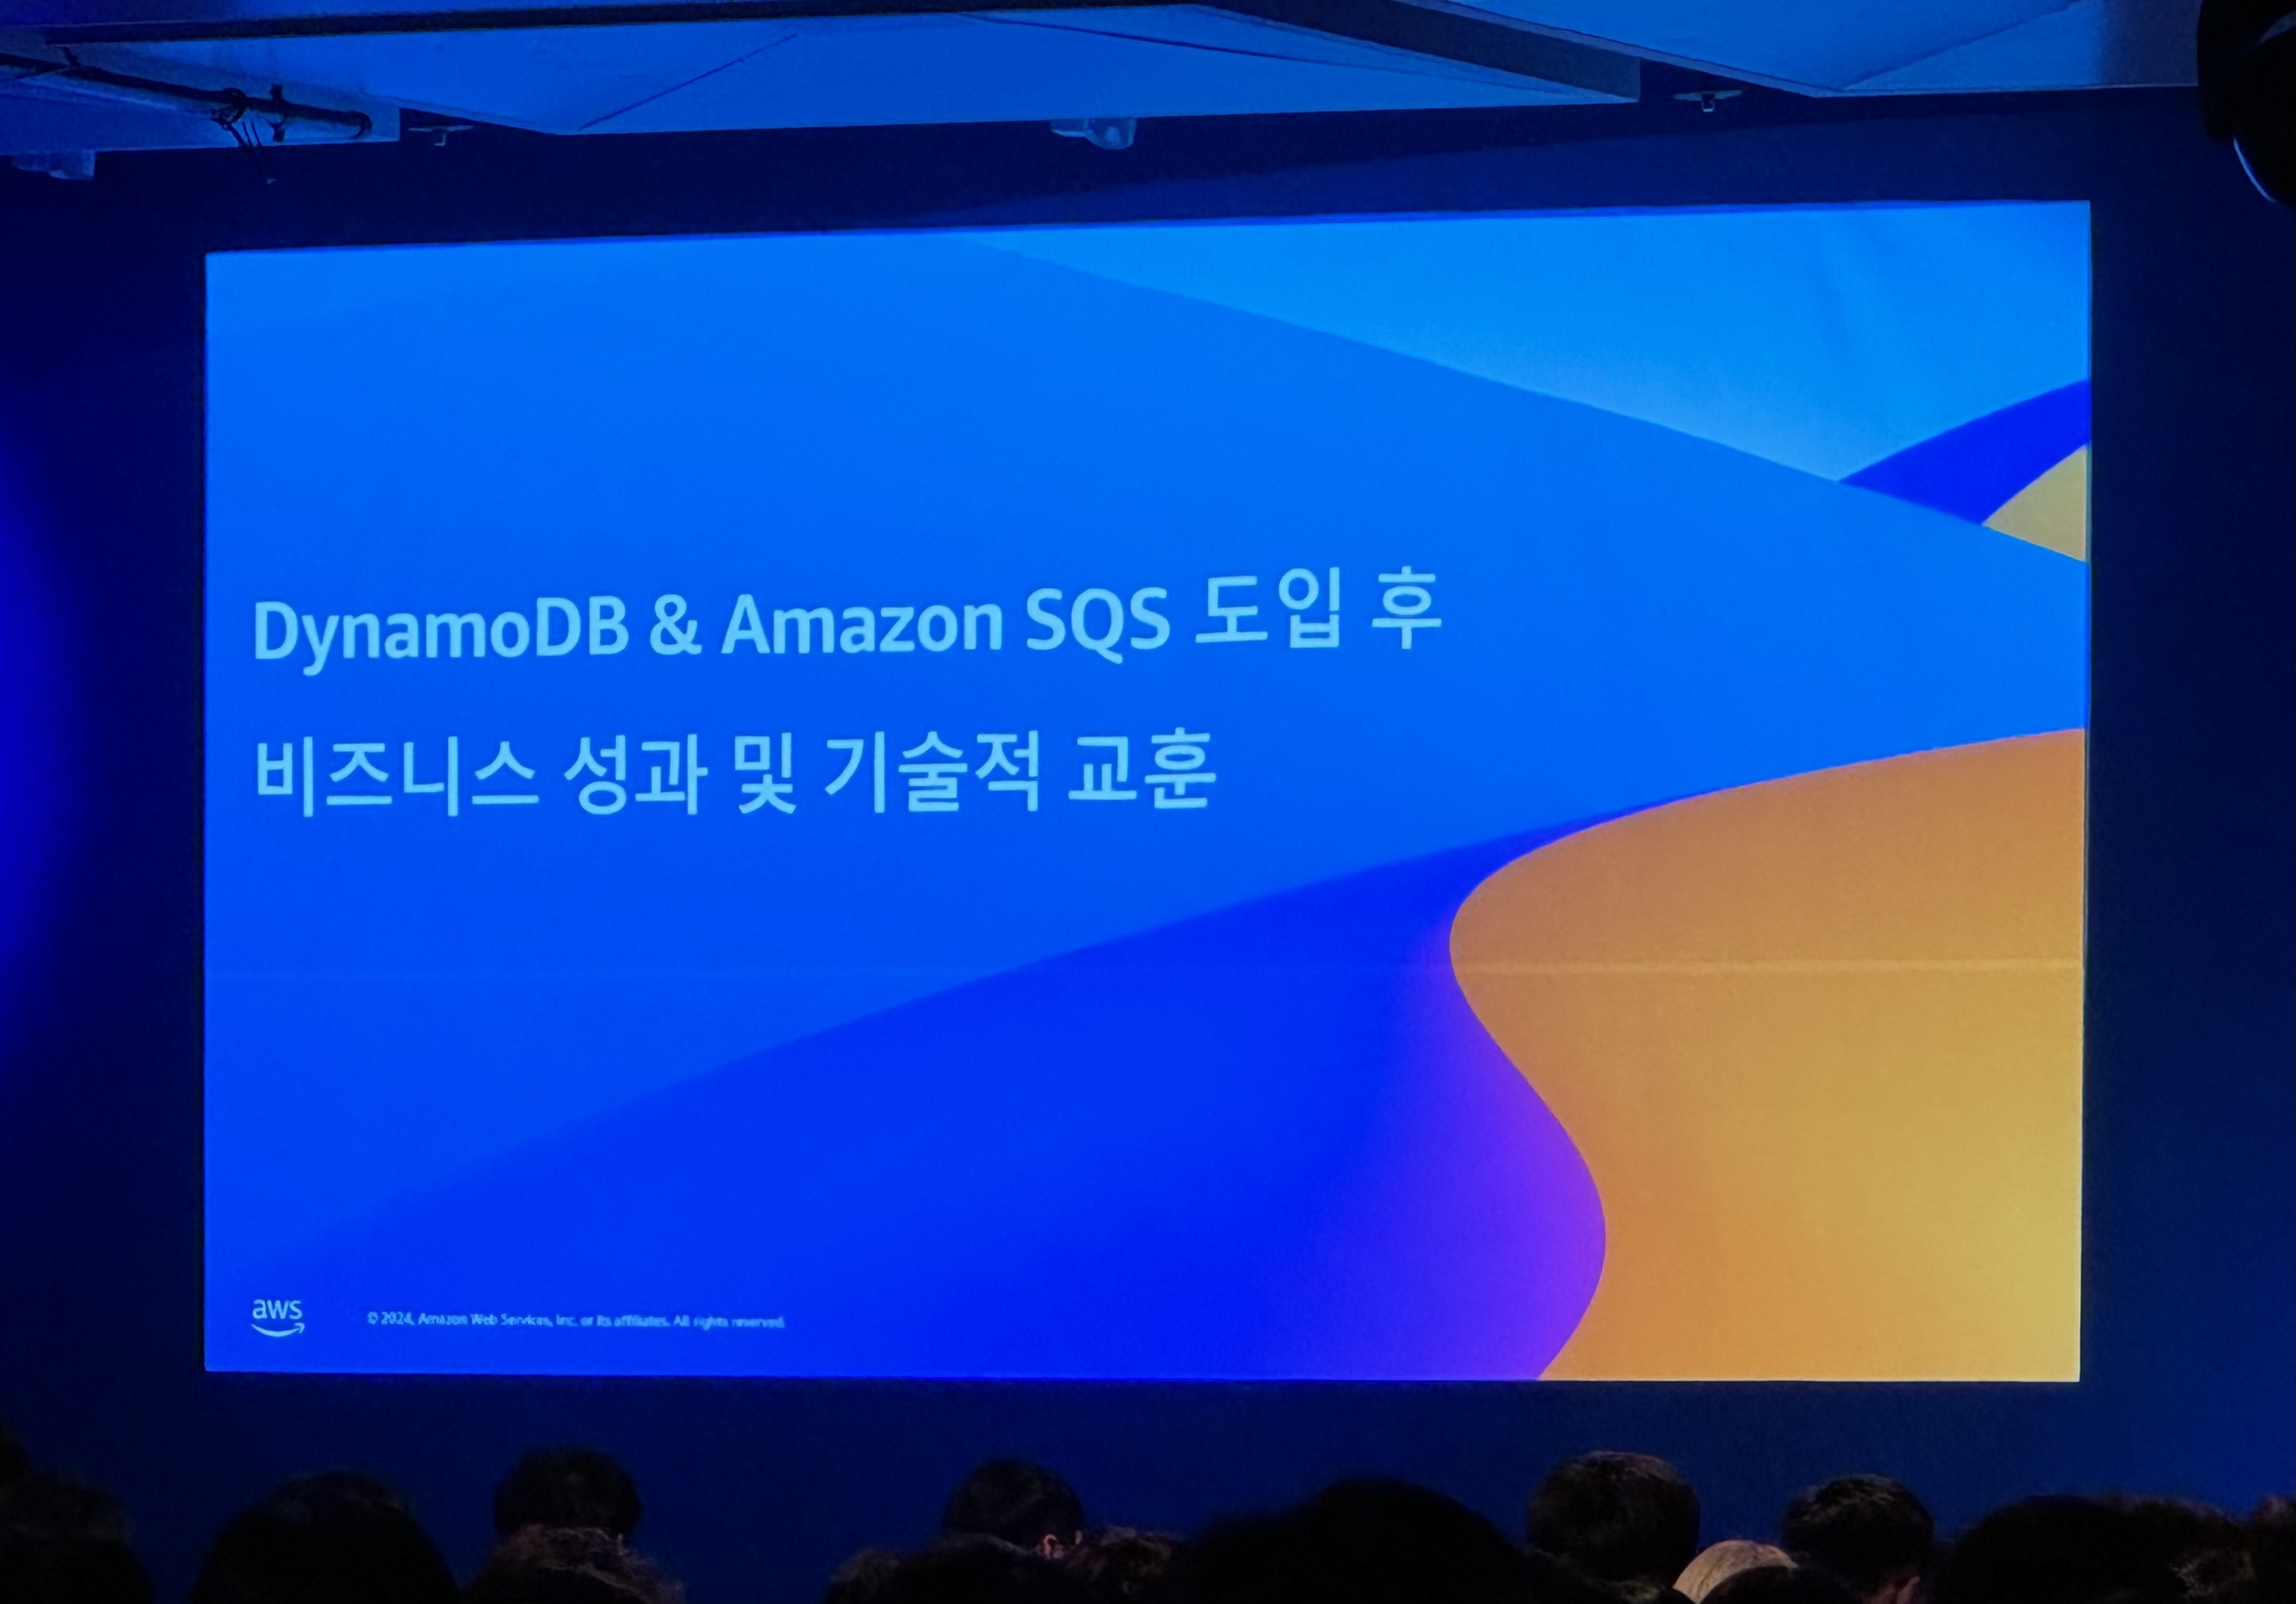 DynamoDB & Amazon SQS 도입 후
비즈니스 성과 및 기술적 교훈
aws
© 2024, Amazon Web Services, Inc. or its affiliates. All rights reserved.